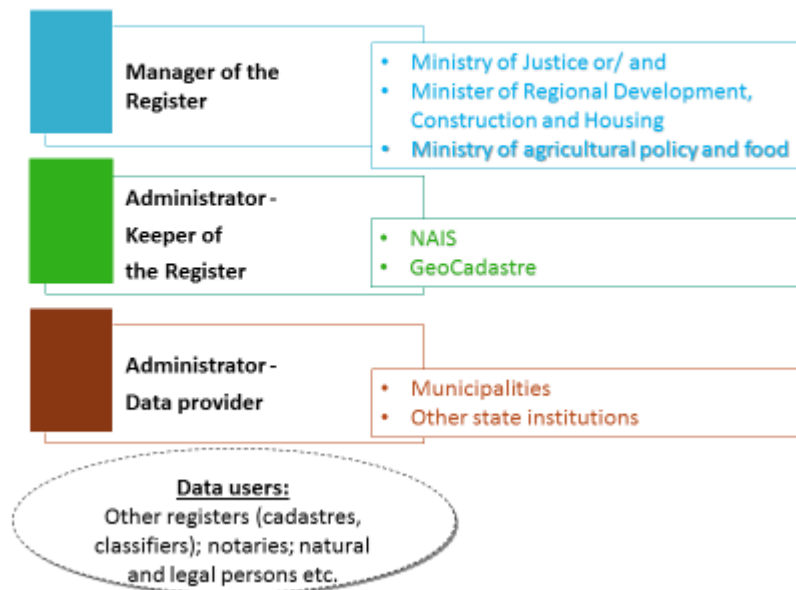 Manager of the
Register
• Ministry of Justice or/ and
• Minister of Regional Development,
Construction and Housing
• Ministry of agricultural policy and food
Administrator -
Keeper of
the Register
• NAIS
• GeoCadastre
Administrator -
Data provider
• Municipalities
• Other state institutions
Data users:
Other registers (cadastres,
classifiers); notaries; natural
and legal persons etc.